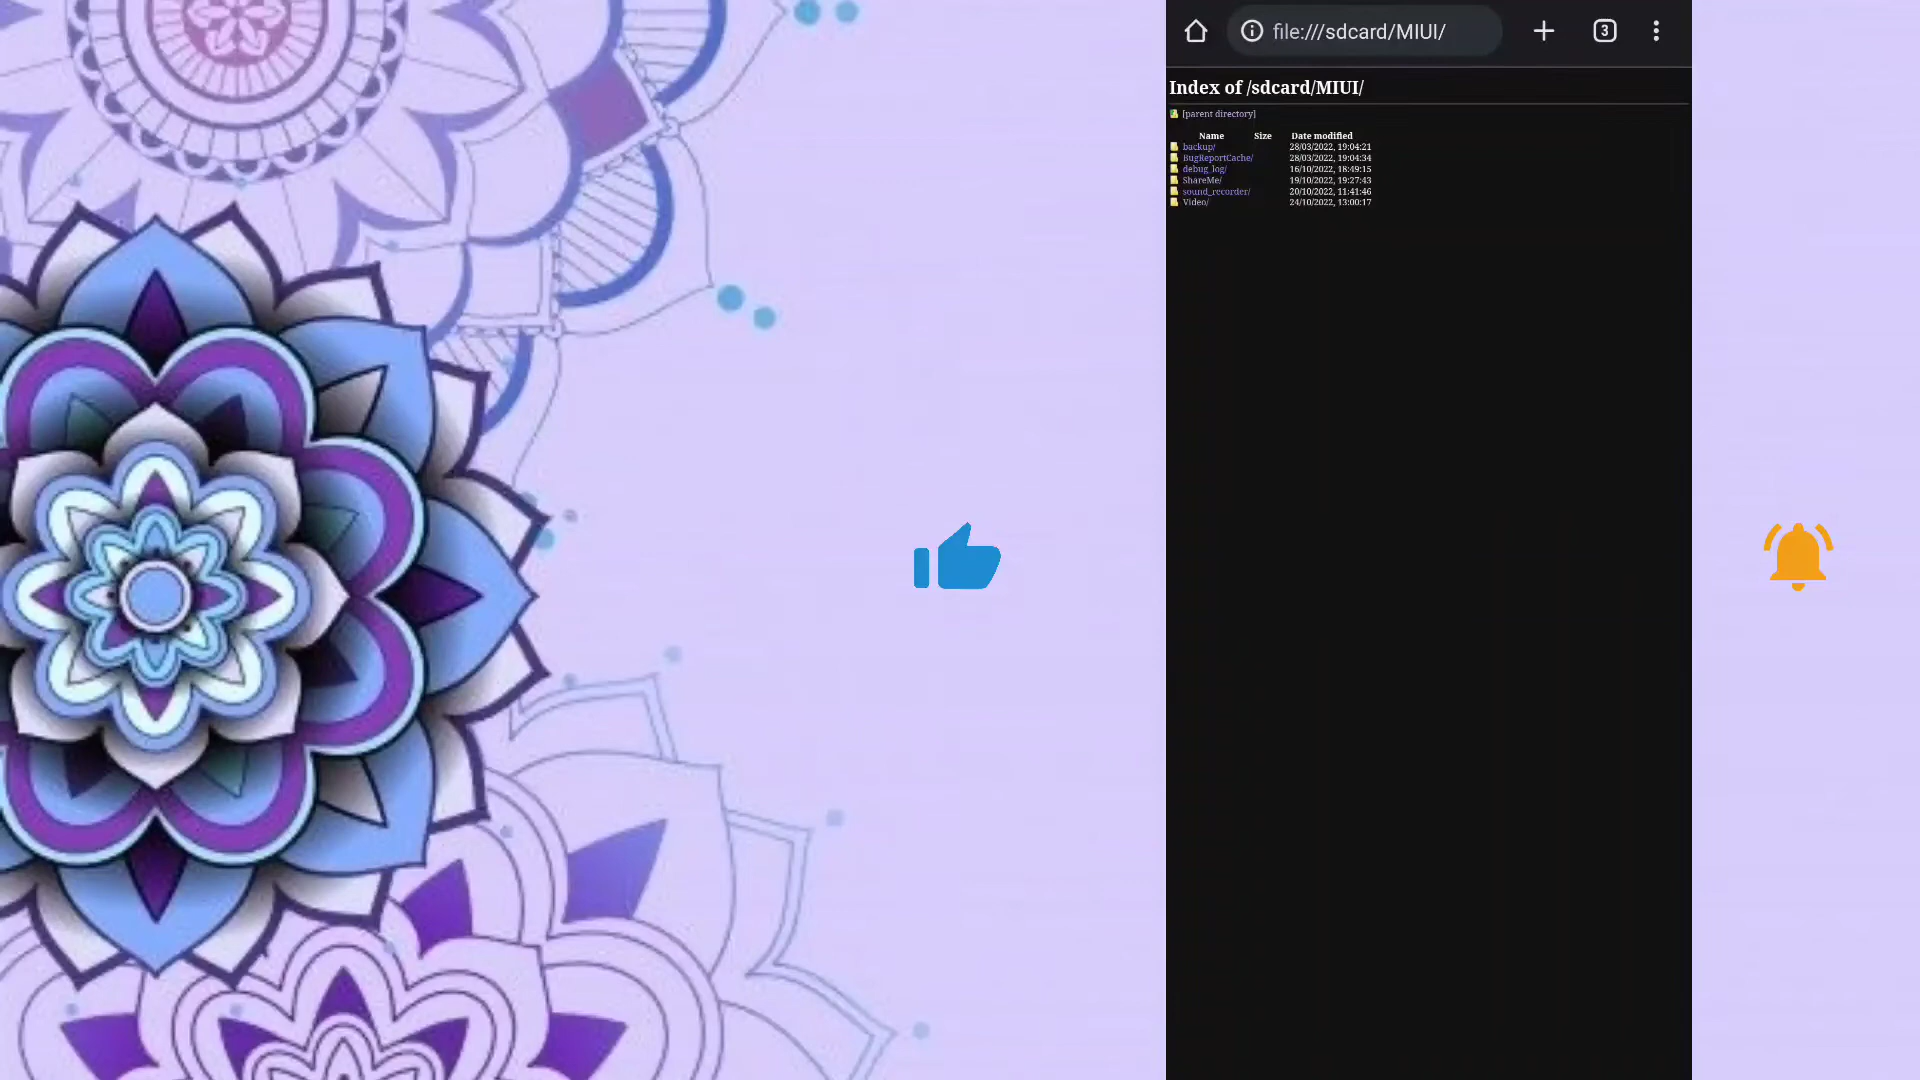 file:///sdcard/MIUI/
3
Index of /sdcard/MIUI/
[parent directory]
Name Size Date modified
backup/ 28/03/2022, 19:04:21
BugReportCache/ 28/03/2022, 19:04:34
debug_log/ 16/10/2022, 18:49:15
ShareMe/ 19/10/2022, 19:27:43
sound_recorder/ 20/10/2022, 11:41:46
Video/ 24/10/2022, 13:00:17